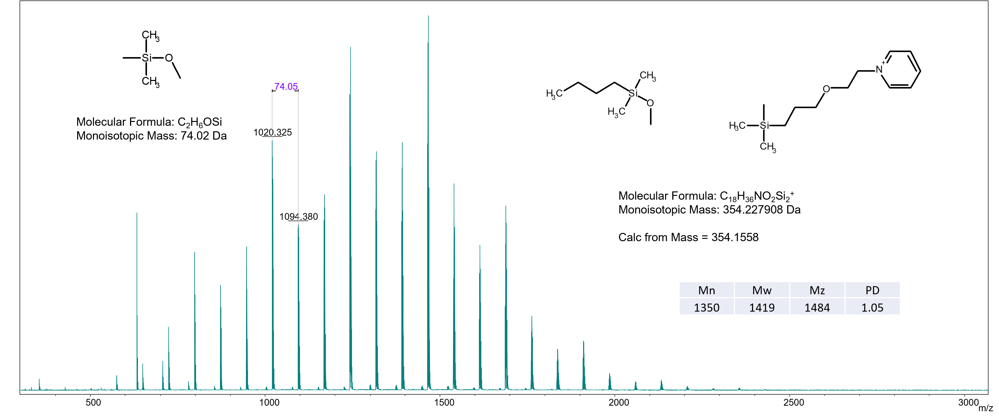 CH₃
Si O
CH₃
Molecular Formula: C₂H₆OSi
Monoisotopic Mass: 74.02 Da
74.05
1020.325
1094.380
CH₃
H₃C Si
O
H₃C
N +
O
H₃C Si
CH₃
Molecular Formula: C₁₈H₃₆NO₂Si₂⁺
Monoisotopic Mass: 354.227908 Da
Calc from Mass = 354.1558
Mn Mw Mz PD
1350 1419 1484 1.05
500 1000 1500 2000 2500 3000
m/z